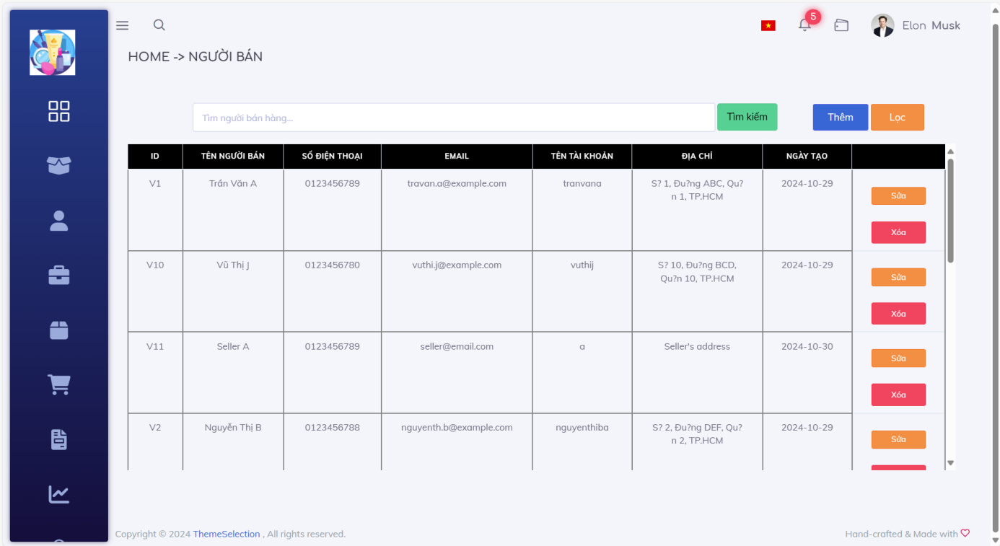 5
Elon Musk
HOME -> NGƯỜI BÁN
Tìm người bán hàng... Tìm kiếm Thêm Lọc
ID TÊN NGƯỜI BÁN SỐ ĐIỆN THOẠI EMAIL TÊN TÀI KHOẢN ĐỊA CHỈ NGÀY TẠO
V1 Trần Văn A 0123456789 travan.a@example.com tranvana S? 1, Đu?ng ABC, Qu? 2024-10-29
n 1, TP.HCM
Sửa
Xóa
V10 Vũ Thị J 0123456780 vuthi.j@example.com vuthij S? 10, Đu?ng BCD, 2024-10-29
Qu?n 10, TP.HCM
Sửa
Xóa
V11 Seller A 0123456789 seller@email.com a Seller's address 2024-10-30
Sửa
Xóa
V2 Nguyễn Thị B 0123456788 nguyenth.b@example.com nguyenthiba S? 2, Đu?ng DEF, Qu? 2024-10-29
n 2, TP.HCM
Sửa
Copyright © 2024 ThemeSelection , All rights reserved. Hand-crafted & Made with